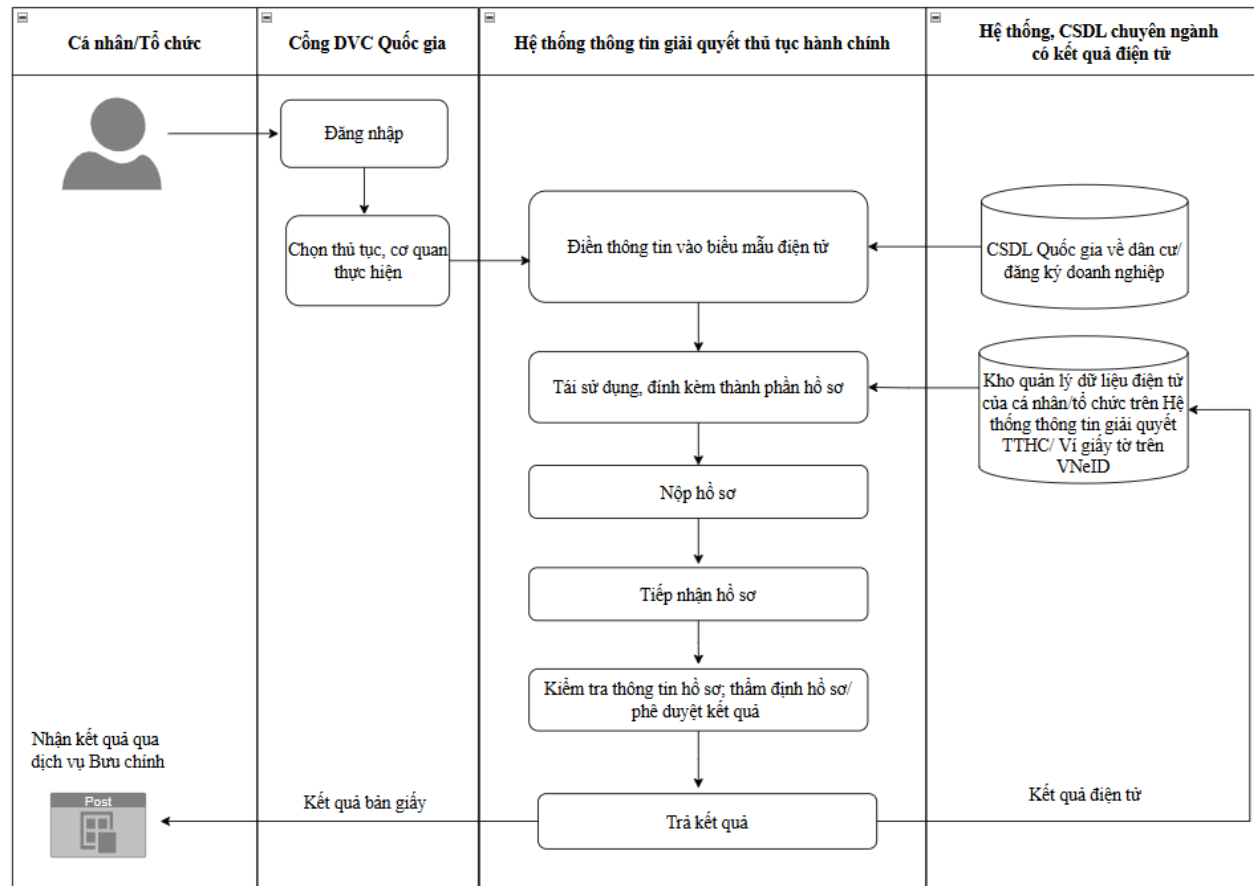 Cá nhân/Tổ chức
Cổng DVC Quốc gia
Hệ thống thông tin giải quyết thủ tục hành chính
Hệ thống, CSDL chuyên ngành
có kết quả điện tử
Đăng nhập
Chọn thủ tục, cơ quan
thực hiện
Điền thông tin vào biểu mẫu điện tử
CSDL Quốc gia về dân cư/
đăng ký doanh nghiệp
Tái sử dụng, đính kèm thành phần hồ sơ
Kho quản lý dữ liệu điện tử
của cá nhân/tổ chức trên Hệ
thống thông tin giải quyết
TTHC/ Ví giấy tờ trên
VNeID
Nộp hồ sơ
Tiếp nhận hồ sơ
Kiểm tra thông tin hồ sơ; thẩm định hồ sơ/
phê duyệt kết quả
Nhận kết quả qua
dịch vụ Bưu chính
Post
Kết quả bản giấy
Trả kết quả
Kết quả điện tử